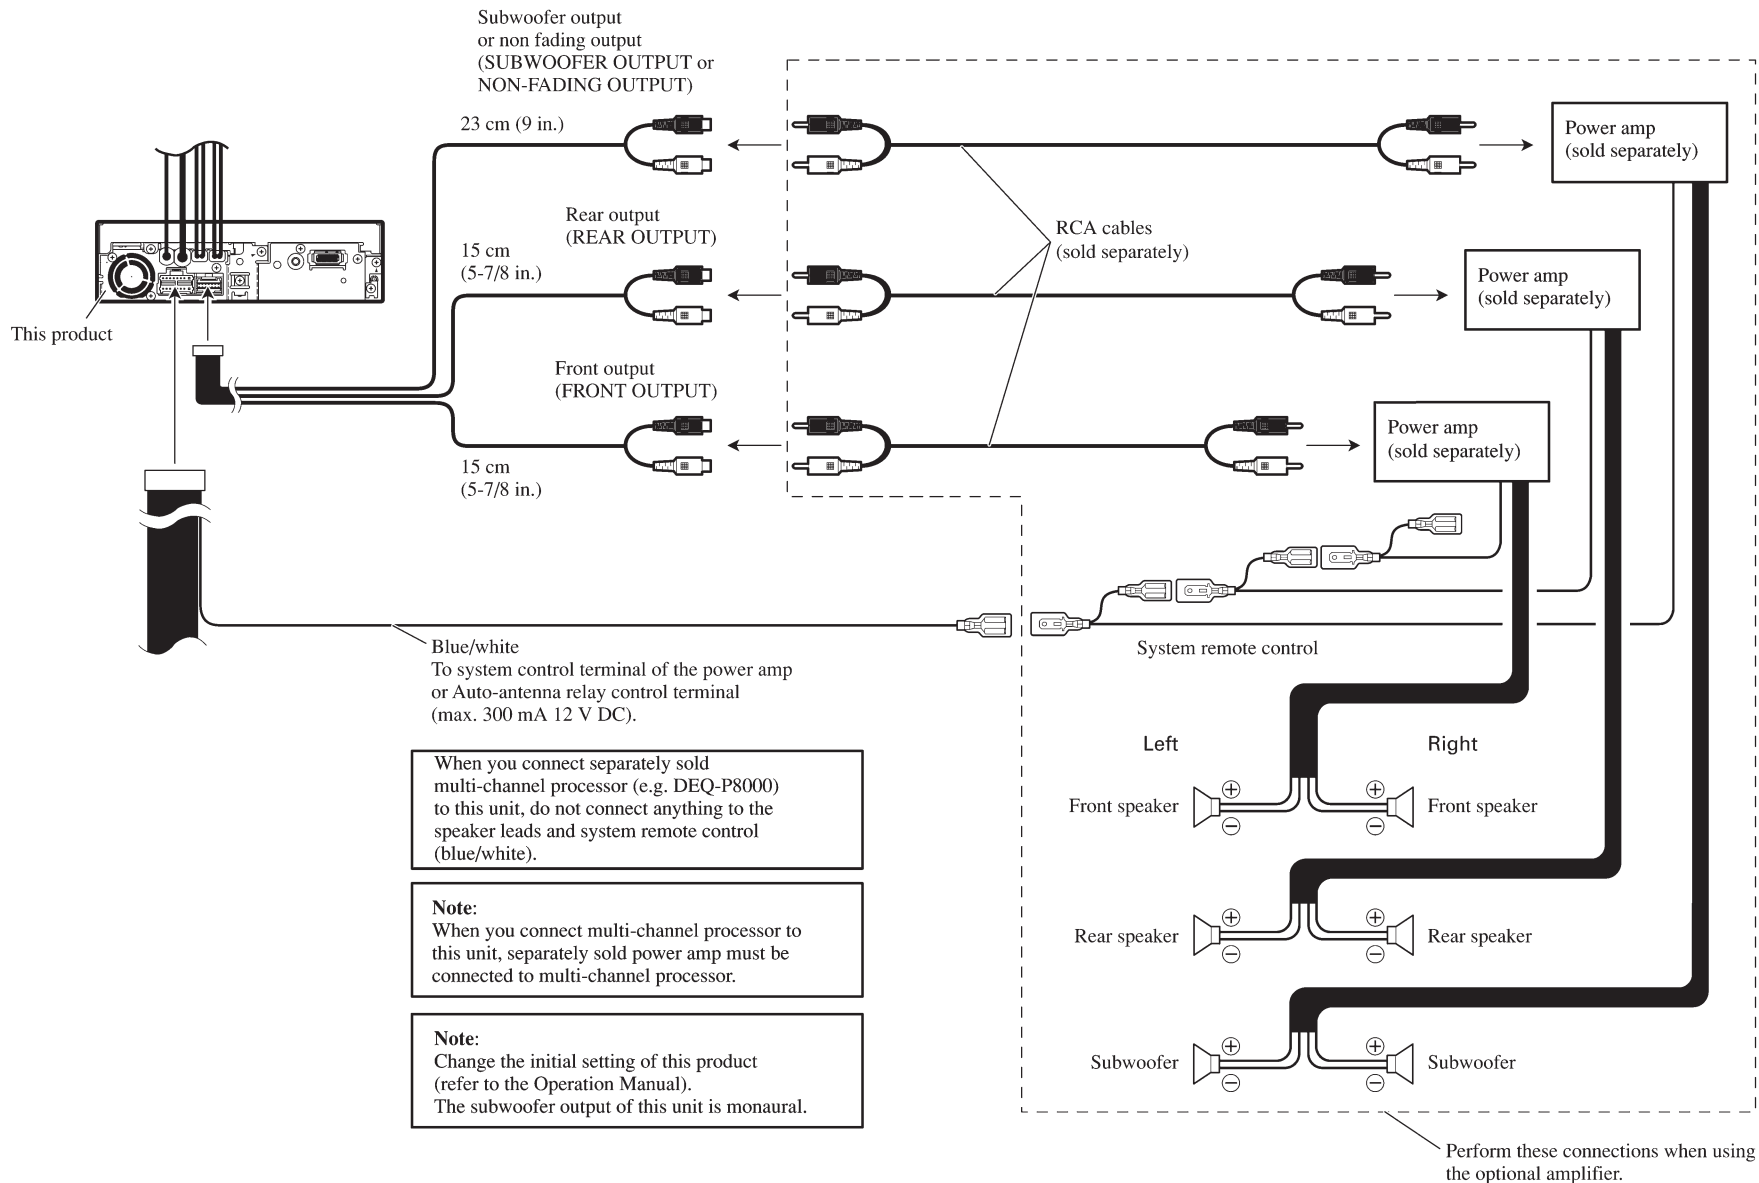 Subwoofer output
or non fading output
(SUBWOOFER OUTPUT or
NON-FADING OUTPUT)
23 cm (9 in.)
Power amp
(sold separately)
Rear output
(REAR OUTPUT)
15 cm
(5-7/8 in.)
RCA cables
(sold separately)
Power amp
(sold separately)
This product
Front output
(FRONT OUTPUT)
15 cm
(5-7/8 in.)
Power amp
(sold separately)
Blue/white
To system control terminal of the power amp
or Auto-antenna relay control terminal
(max. 300 mA 12 V DC).
System remote control
When you connect separately sold
multi-channel processor (e.g. DEQ-P8000)
to this unit, do not connect anything to the
speaker leads and system remote control
(blue/white).
Note:
When you connect multi-channel processor to
this unit, separately sold power amp must be
connected to multi-channel processor.
Note:
Change the initial setting of this product
(refer to the Operation Manual).
The subwoofer output of this unit is monaural.
Left
Right
+
+
Front speaker
Front speaker
−
−
+
+
Rear speaker
Rear speaker
−
−
+
+
Subwoofer
Subwoofer
−
−
Perform these connections when using
the optional amplifier.